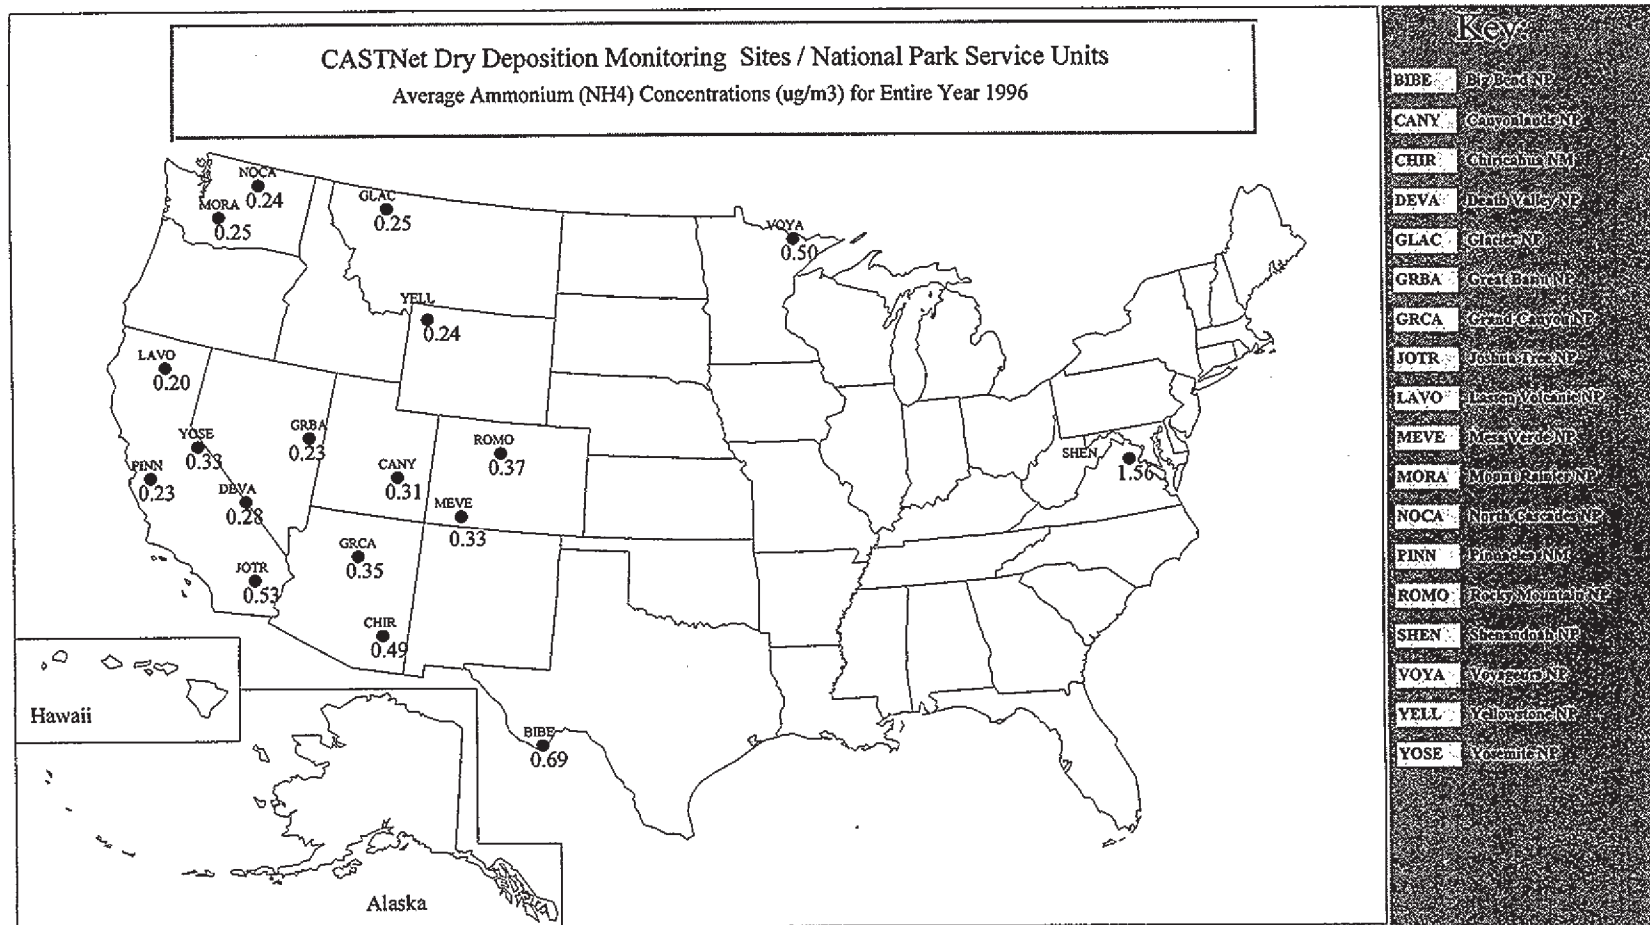 CASTNet Dry Deposition Monitoring Sites / National Park Service Units
Average Ammonium (NH4) Concentrations (ug/m3) for Entire Year 1996
NOCA
0.24
MORA
0.25
GLAC
0.25
VOYA
0.50
YELL
0.24
LAVO
0.20
GRBA
0.23
YOSE
0.33
ROMO
0.37
SHEN
1.56
PINN
0.23
CANY
0.31
DEVA
0.28
MEVE
0.33
GRCA
0.35
JOTR
0.53
CHIR
0.49
BIBE
0.69
Hawaii
Alaska
Key:
BIBE Big Bend NP
CANY Canyonlands NP
CHIR Chiricahua NM
DEVA Death Valley NP
GLAC Glacier NP
GRBA Great Basin NP
GRCA Grand Canyon NP
JOTR Joshua Tree NP
LAVO Lassen Volcanic NP
MEVE Mesa Verde NP
MORA Mount Rainier NP
NOCA North Cascades NP
PINN Pinnacles NM
ROMO Rocky Mountain NP
SHEN Shenandoah NP
VOYA Voyageurs NP
YELL Yellowstone NP
YOSE Yosemite NP